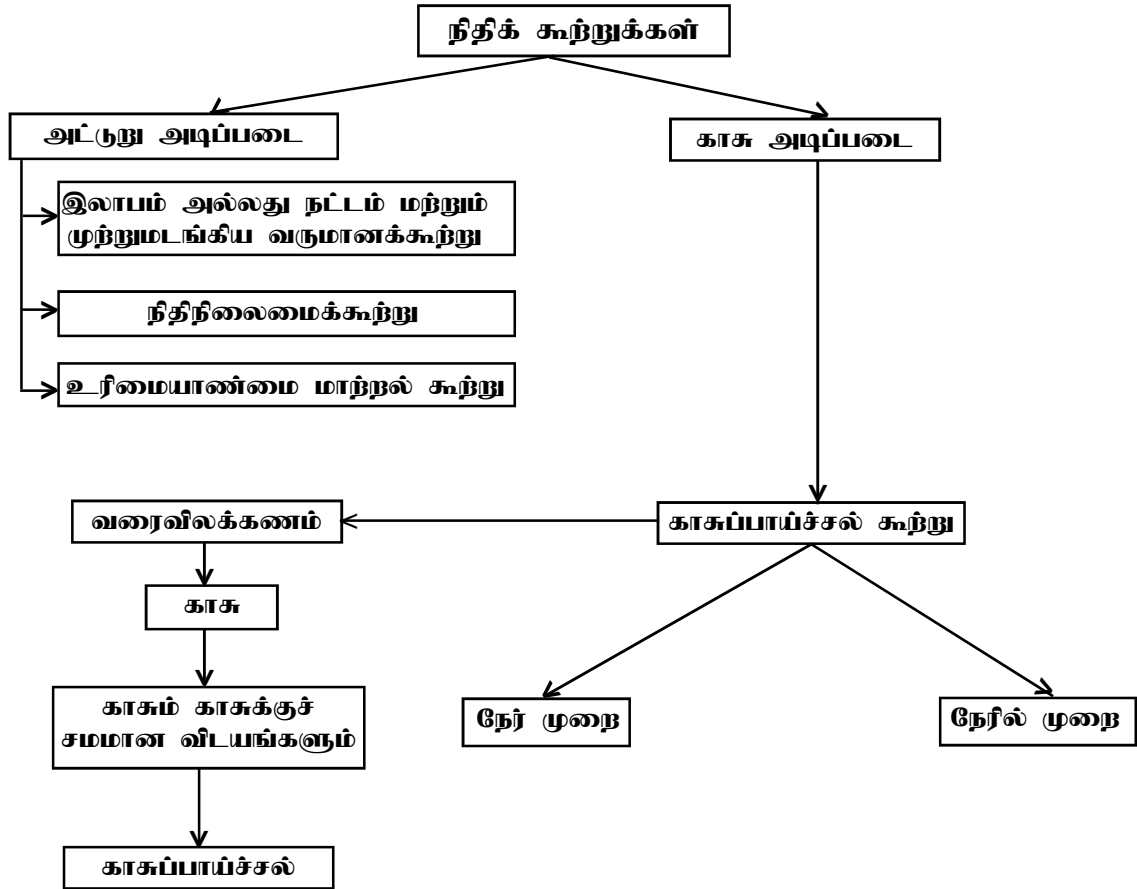 நிதிக் கூற்றுக்கள்
அட்டுறு அடிப்படை
காசு அடிப்படை
இலாபம் அல்லது நட்டம் மற்றும்
முற்றுமடங்கிய வருமானக்கூற்று
நிதிநிலைமைக்கூற்று
உரிமையாண்மை மாற்றல் கூற்று
வரைவிலக்கணம்
காசுப்பாய்ச்சல் கூற்று
காசு
காசும் காசுக்குச்
சமமான விடயங்களும்
நேர் முறை
நேரில் முறை
காசுப்பாய்ச்சல்